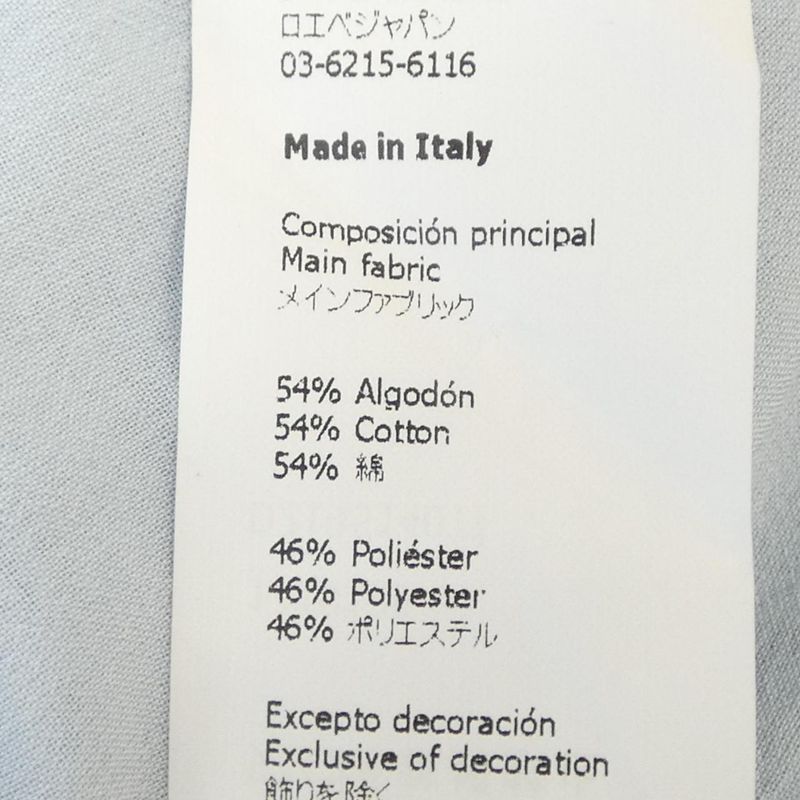 ロエベジャパン
03-6215-6116
Made in Italy
Composición principal
Main fabric
メインファブリック
54% Algodón
54% Cotton
54% 綿
46% Poliéster
46% Polyester
46% ポリエステル
Excepto decoración
Exclusive of decoration
飾りを除く